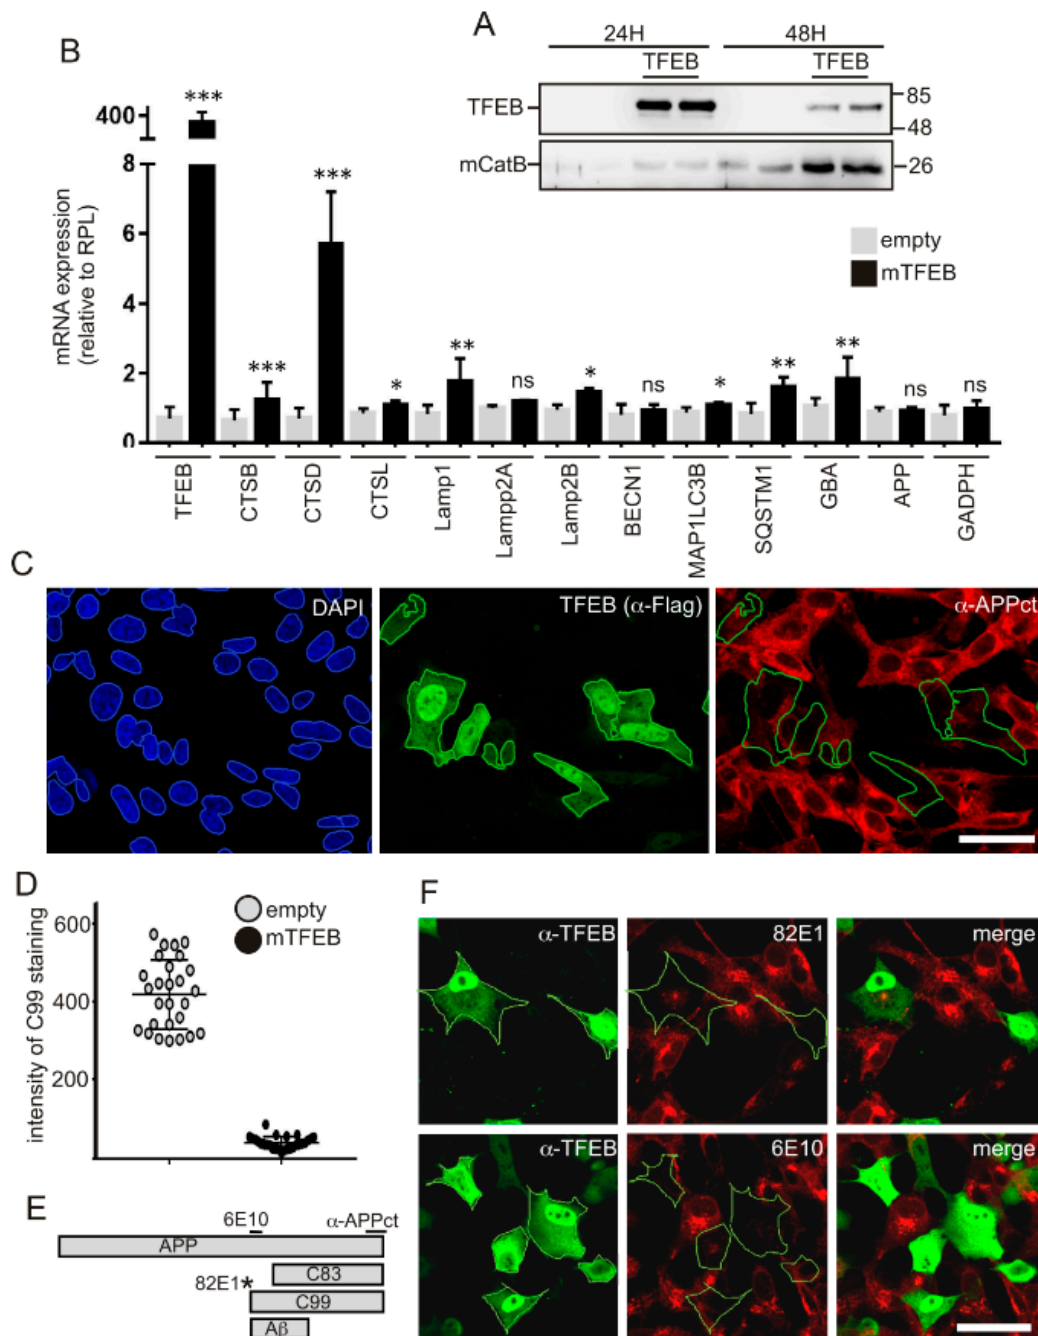 A
24H 48H
TFEB TFEB
TFEB
85
48
mCatB
26
B
empty
mTFEB
mRNA expression
(relative to RPL)
400
8
6
4
2
0
*** *** *** * ** ns * ns * ** ** ns ns
TFEB
CTSB
CTSD
CTSL
Lamp1
Lampp2A
Lamp2B
BECN1
MAP1LC3B
SQSTM1
GBA
APP
GADPH
C
DAPI
TFEB (α-Flag)
α-APPct
D
empty
mTFEB
intensity of C99 staining
600
400
200
E
6E10 α-APPct
APP
C83
82E1*
C99
Aβ
F
α-TFEB 82E1 merge
α-TFEB 6E10 merge